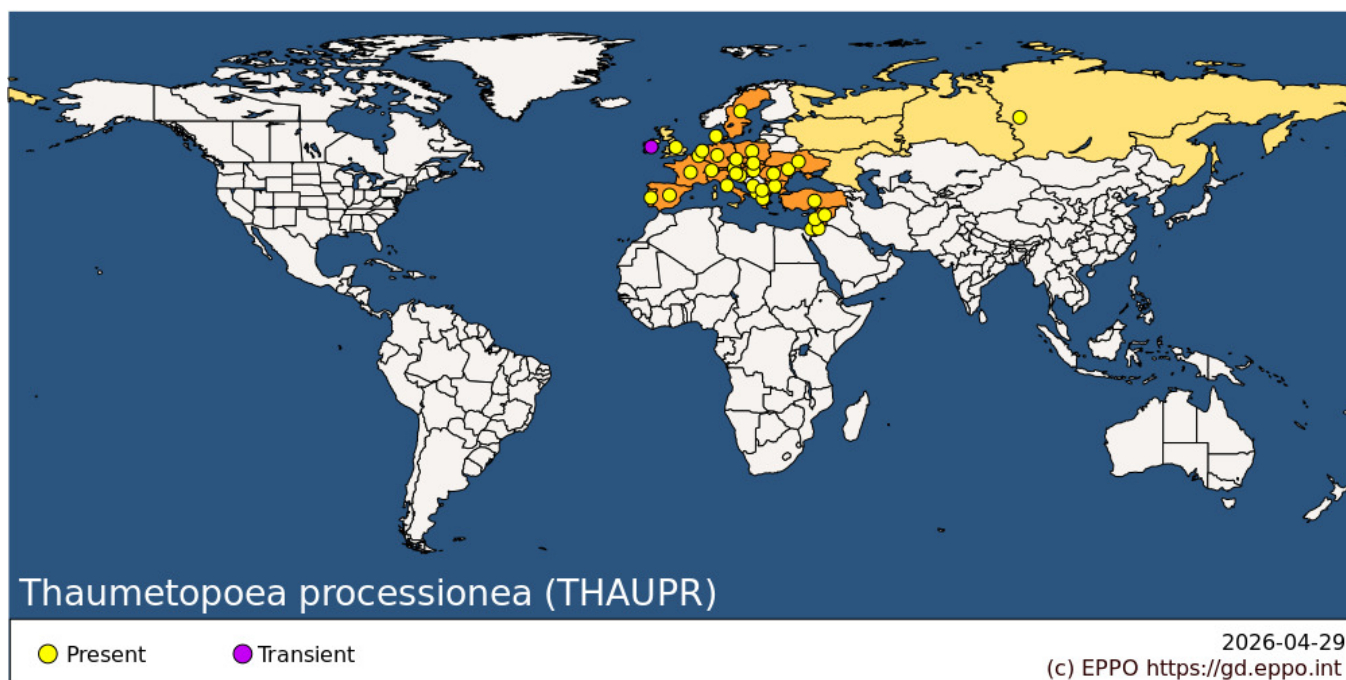 Thaumetopoea processionea (THAUPR)
Present
Transient
2026-04-29
(c) EPPO https://gd.eppo.int